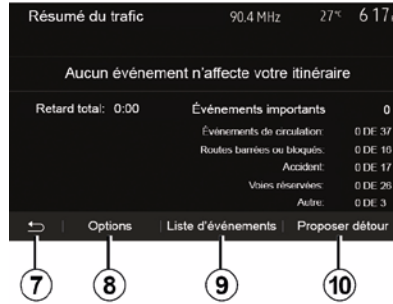 Résumé du trafic 90.4 MHz 27°C 6 17
Aucun événement n'affecte votre itinéraire
Retard total: 0:00 Événements importants 0
Événements de circulation: 0 DE 37
Routes barrées ou bloqués: 0 DE 16
Accident: 0 DE 17
Voies réservées: 0 DE 26
Autre: 0 DE 3
Options Liste d'événements Proposer détour
7 8 9 10